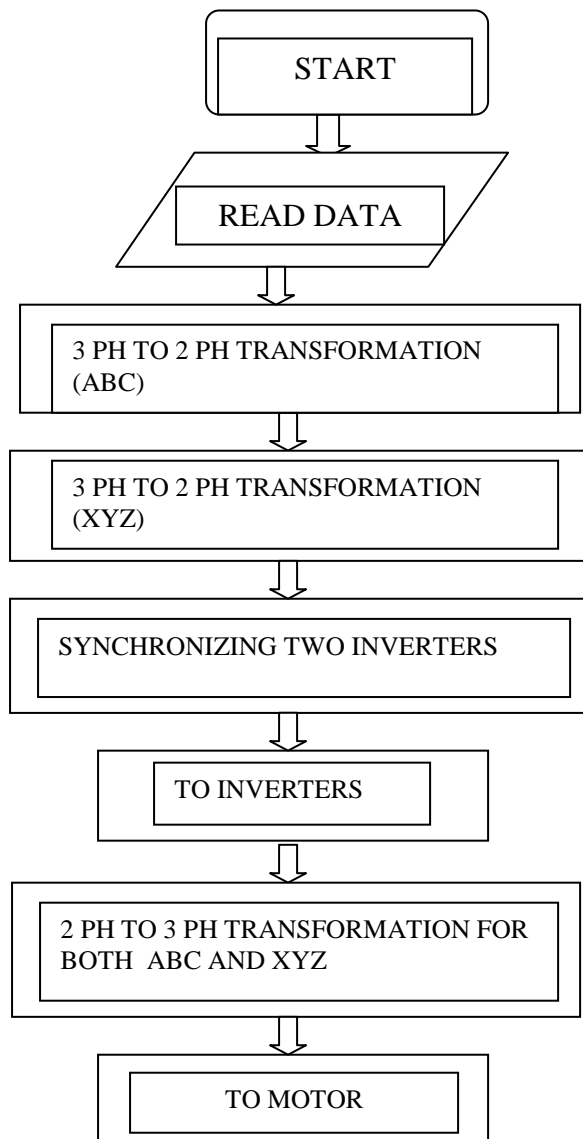 START
READ DATA
3 PH TO 2 PH TRANSFORMATION
(ABC)
3 PH TO 2 PH TRANSFORMATION
(XYZ)
SYNCHRONIZING TWO INVERTERS
TO INVERTERS
2 PH TO 3 PH TRANSFORMATION FOR
BOTH ABC AND XYZ
TO MOTOR